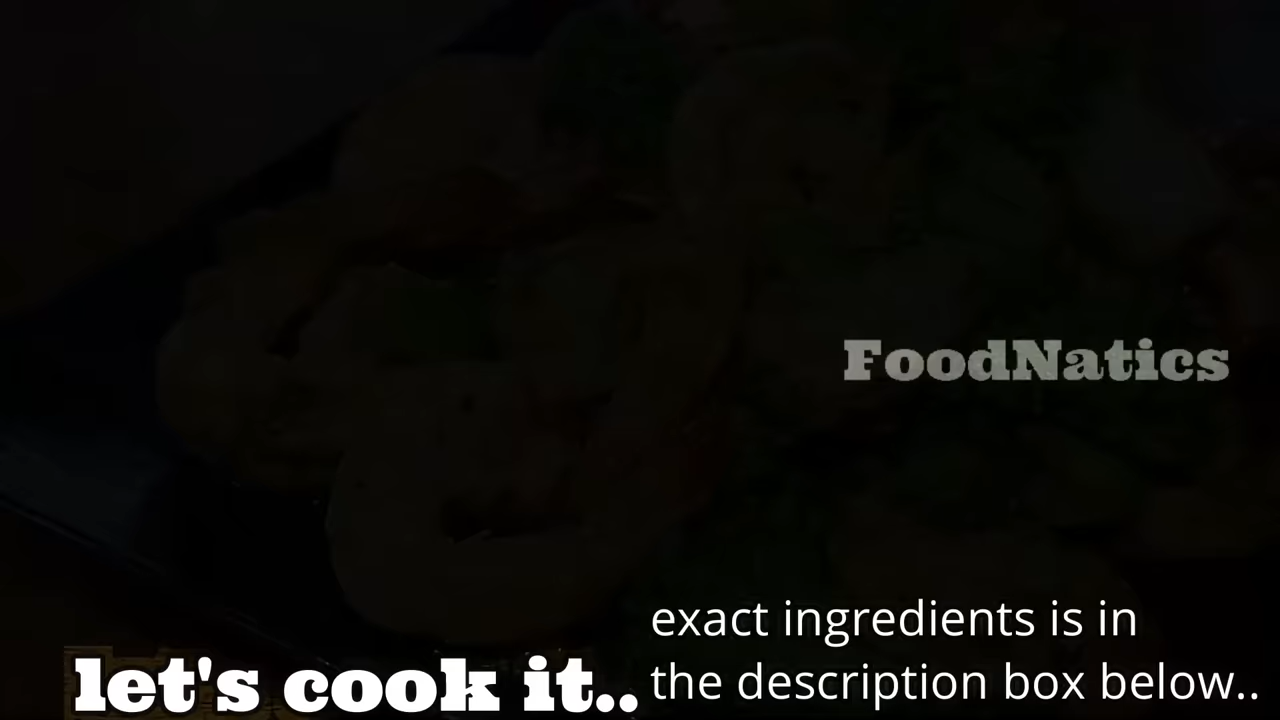 FoodNatics
exact ingredients is in
the description box below..
let's cook it..